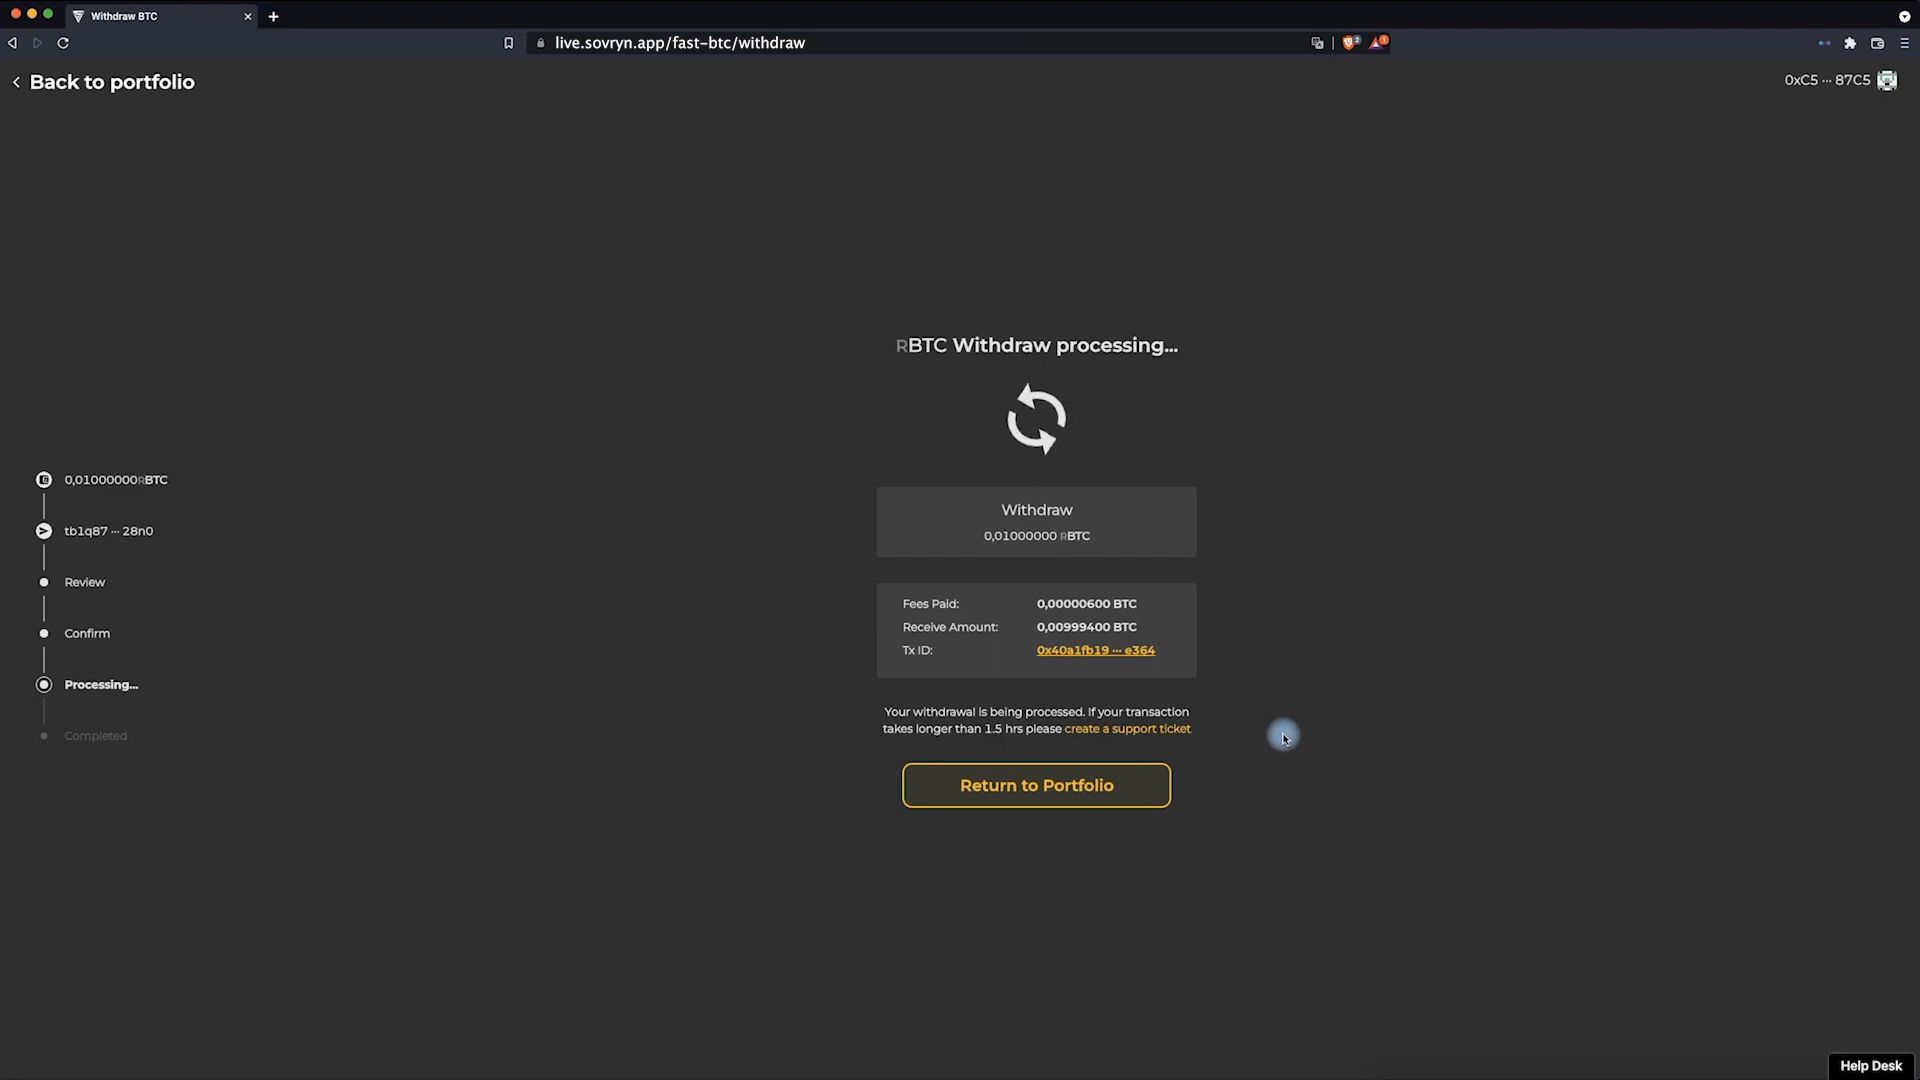 Withdraw BTC
live.sovryn.app/fast-btc/withdraw
2
1
Back to portfolio
0xC5 ··· 87C5
RBTC Withdraw processing...
0,01000000RBTC
tb1q87 ··· 28n0
Review
Confirm
Processing...
Completed
Withdraw
0,01000000 RBTC
Fees Paid: 0,00000600 BTC
Receive Amount: 0,00999400 BTC
Tx ID: 0x40a1fb19 ··· e364
Your withdrawal is being processed. If your transaction
takes longer than 1.5 hrs please create a support ticket
Return to Portfolio
Help Desk